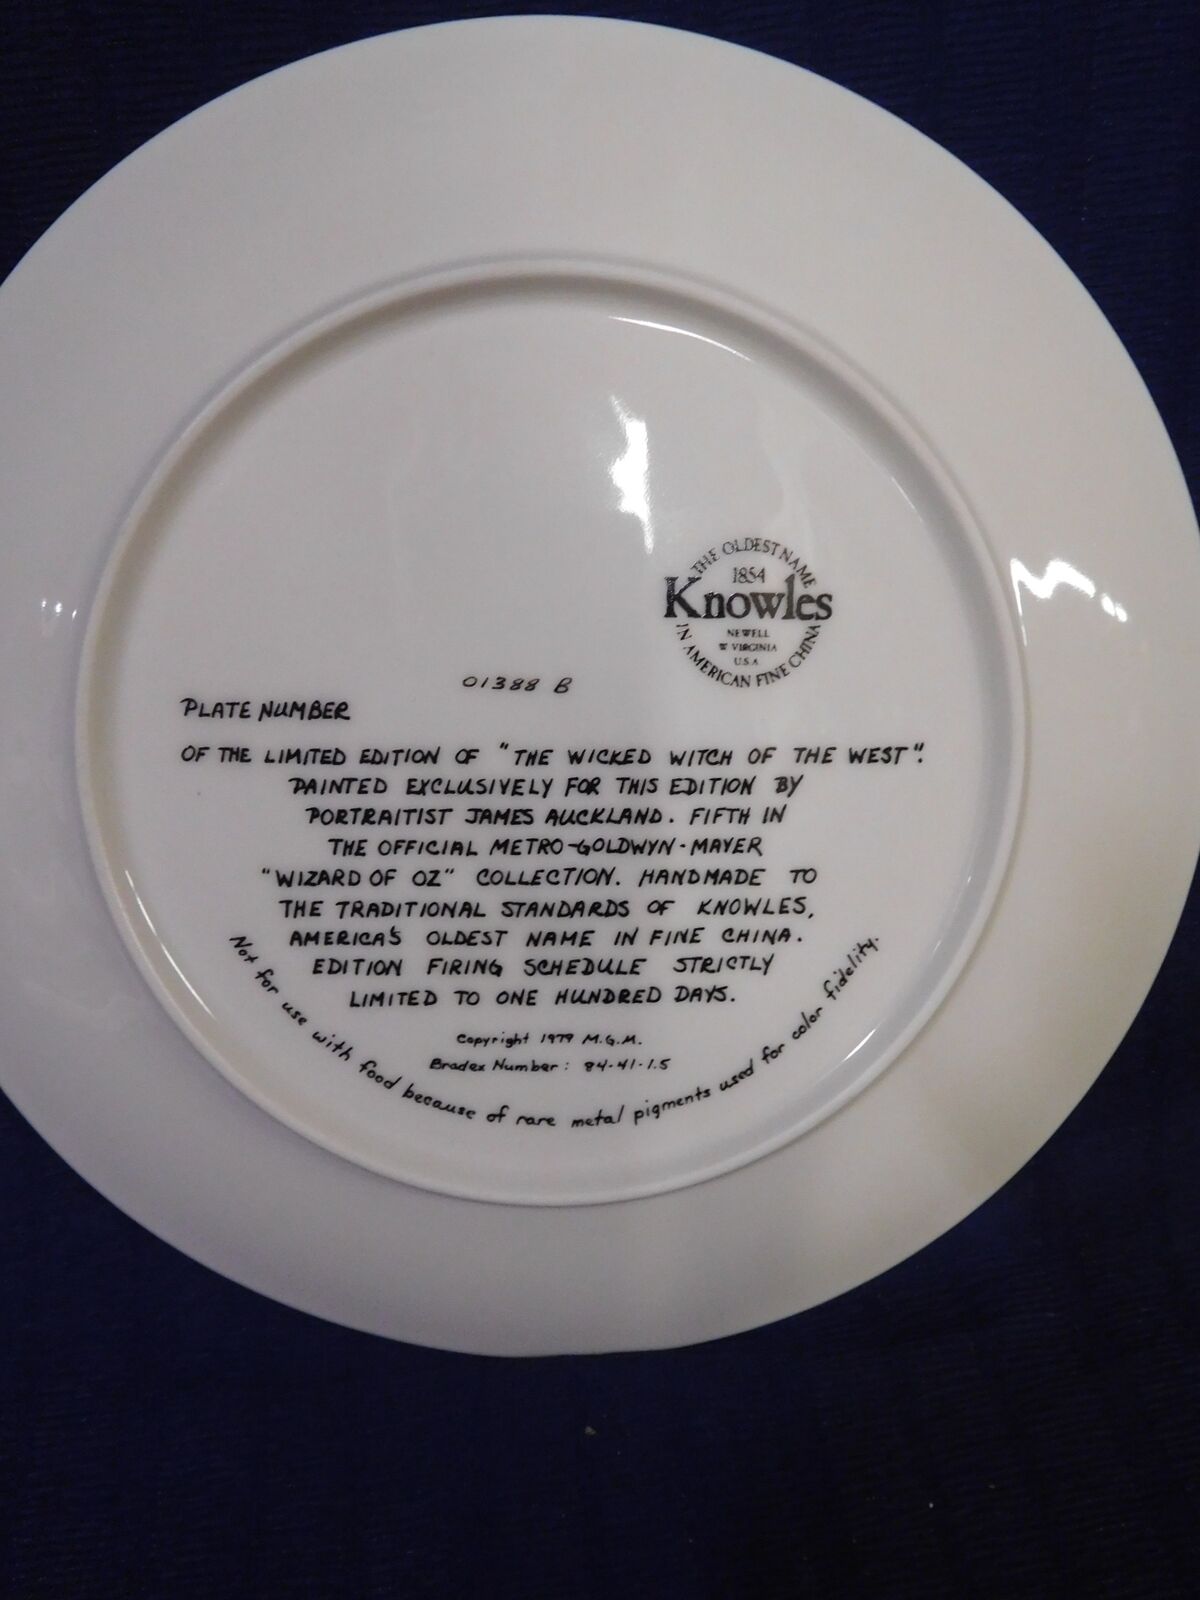 THE OLDEST NAME
1854
Knowles
NEWELL
W VIRGINIA
U.S.A
IN AMERICAN FINE CHINA
01388 B
PLATE NUMBER
OF THE LIMITED EDITION OF "THE WICKED WITCH OF THE WEST".
PAINTED EXCLUSIVELY FOR THIS EDITION BY
PORTRAITIST JAMES AUCKLAND. FIFTH IN
THE OFFICIAL METRO-GOLDWYN-MAYER
"WIZARD OF OZ" COLLECTION. HANDMADE TO
THE TRADITIONAL STANDARDS OF KNOWLES,
AMERICA'S OLDEST NAME IN FINE CHINA.
EDITION FIRING SCHEDULE STRICTLY
LIMITED TO ONE HUNDRED DAYS.
Copyright 1979 M.G.M.
Bradex Number: 84-41-1.5
Not for use with food because of rare metal pigments used for color fidelity.